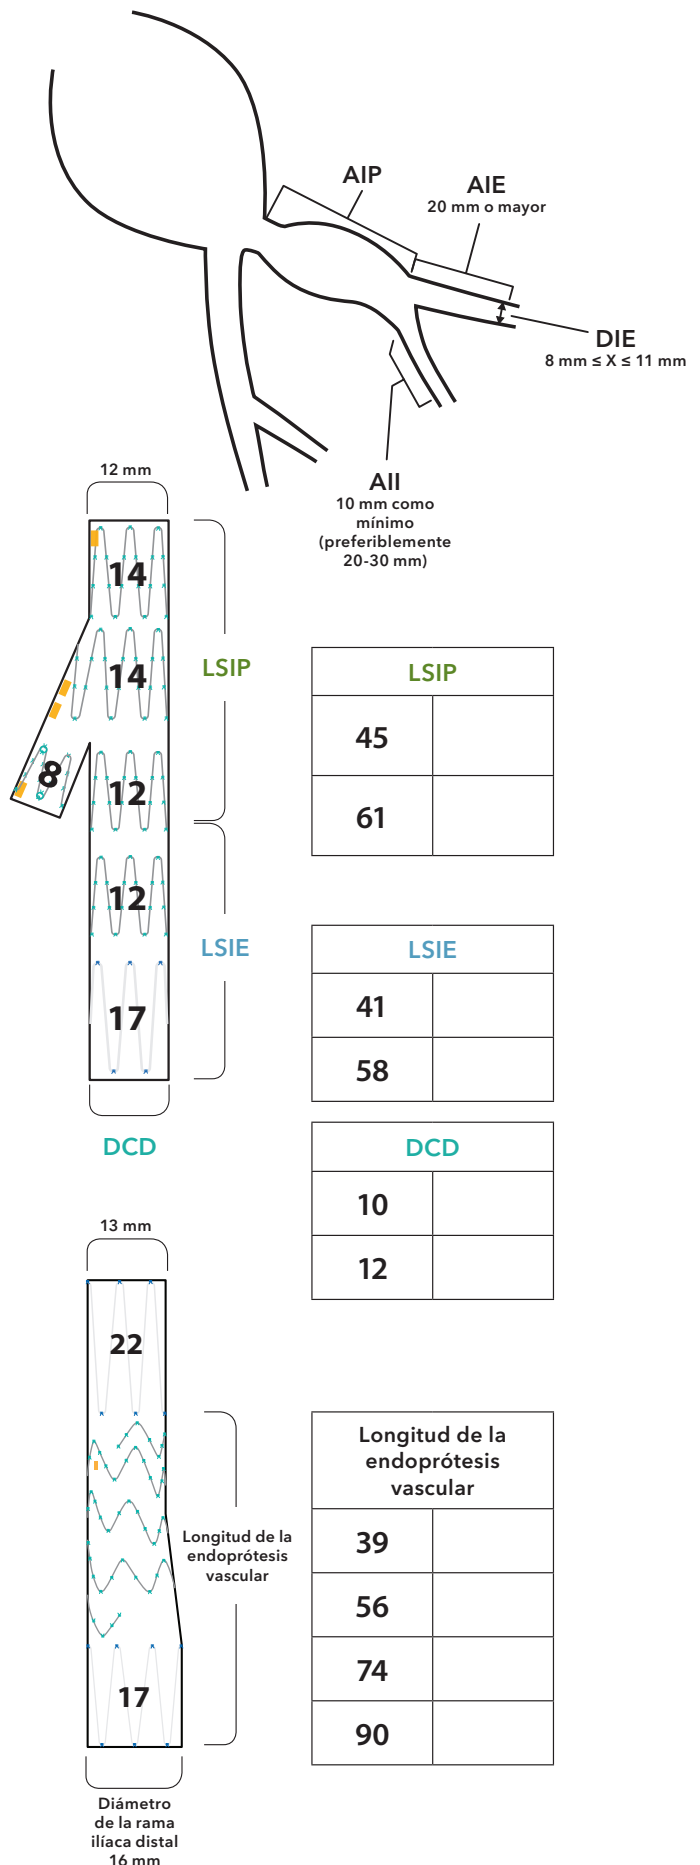 AIP
AIE
20 mm o mayor
DIE
8 mm ≤ X ≤ 11 mm
AII
10 mm como
mínimo
(preferiblemente
20-30 mm)
12 mm
14
14
8
12
12
17
LSIP
LSIE
DCD
LSIP
45
61
LSIE
41
58
DCD
10
12
13 mm
22
17
Longitud de la
endoprótesis
vascular
Diámetro
de la rama
ilíaca distal
16 mm
Longitud de la
endoprótesis
vascular
39
56
74
90